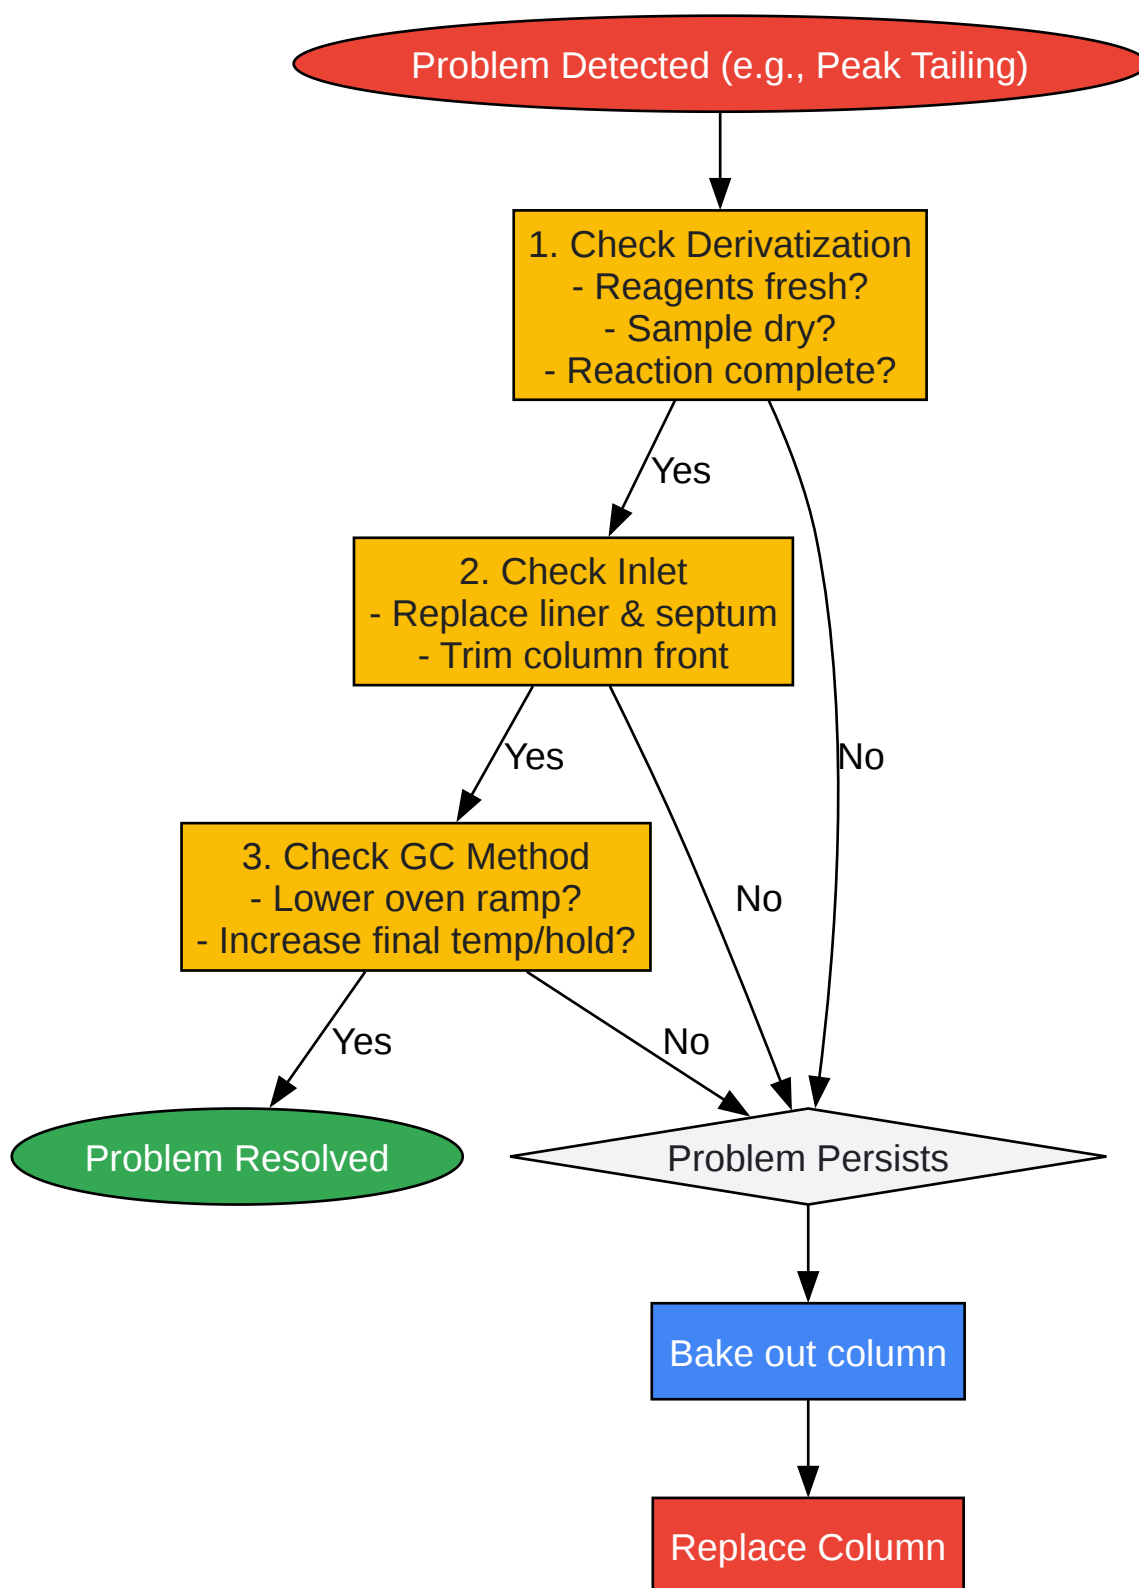 Problem Detected (e.g., Peak Tailing)
1. Check Derivatization
- Reagents fresh?
- Sample dry?
- Reaction complete?
Yes
2. Check Inlet
- Replace liner & septum
- Trim column front
Yes
No
3. Check GC Method
- Lower oven ramp?
- Increase final temp/hold?
No
Yes
No
Problem Resolved
Problem Persists
Bake out column
Replace Column